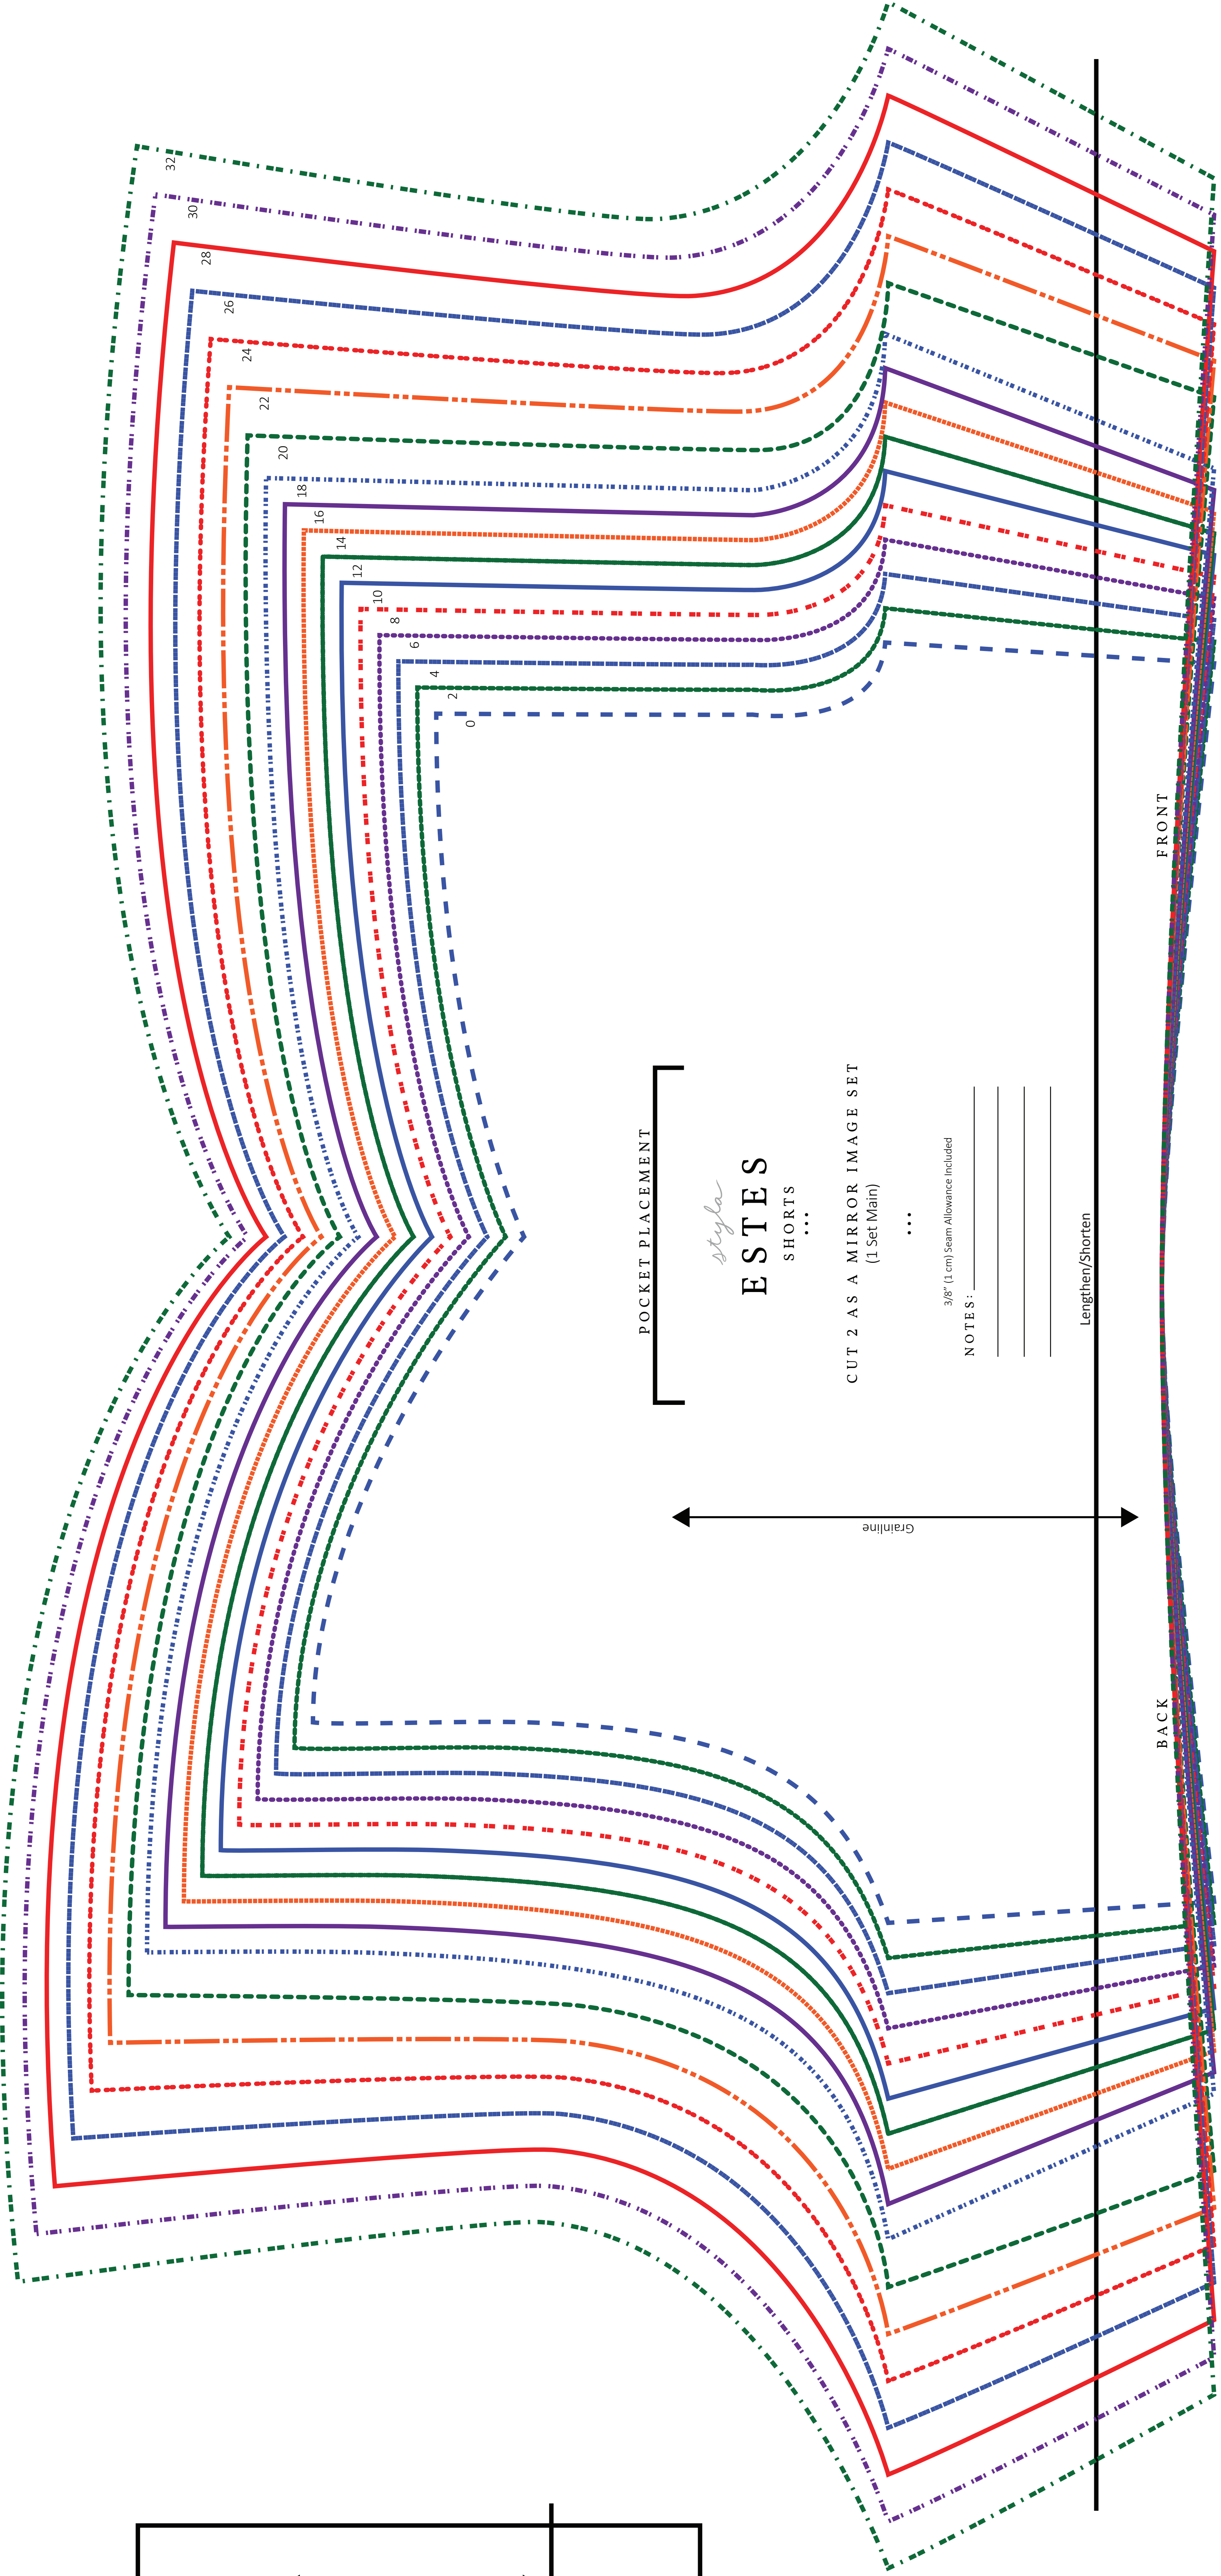 32
30
28
26
24
22
20
18
16
14
12
10
8
6
4
2
0
POCKET PLACEMENT
styla
ESTES
SHORTS
CUT 2 AS A MIRROR IMAGE SET
(1 Set Main)
3/8" (1 cm) Seam Allowance Included
NOTES:
Lengthen/Shorten
Grainline
FRONT
BACK